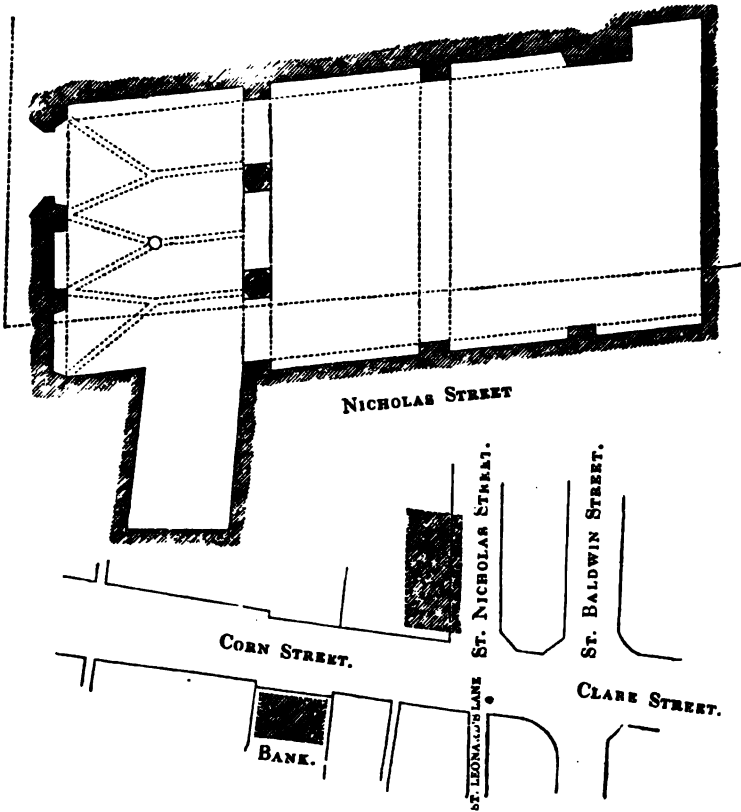 NICHOLAS STREET
ST. NICHOLAS STREET.
ST. BALDWIN STREET.
CORN STREET.
CLARE STREET.
ST. LEONARD'S LANE
BANK.